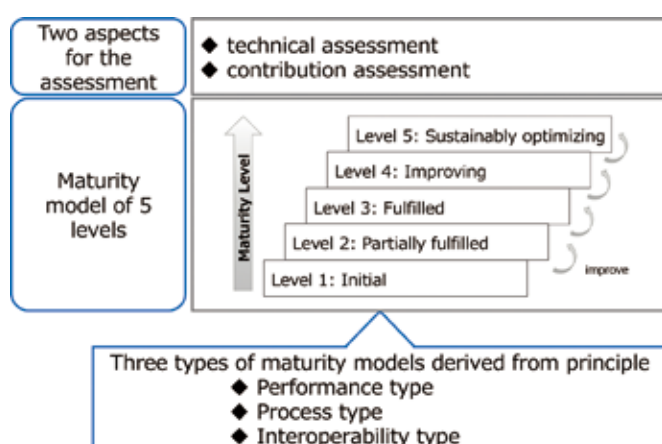 Two aspects
for the
assessment
◆ technical assessment
◆ contribution assessment
Maturity
model of 5
levels
Maturity Level
Level 5: Sustainably optimizing
Level 4: Improving
Level 3: Fulfilled
Level 2: Partially fulfilled
Level 1: Initial
improve
Three types of maturity models derived from principle
◆ Performance type
◆ Process type
◆ Interoperability type